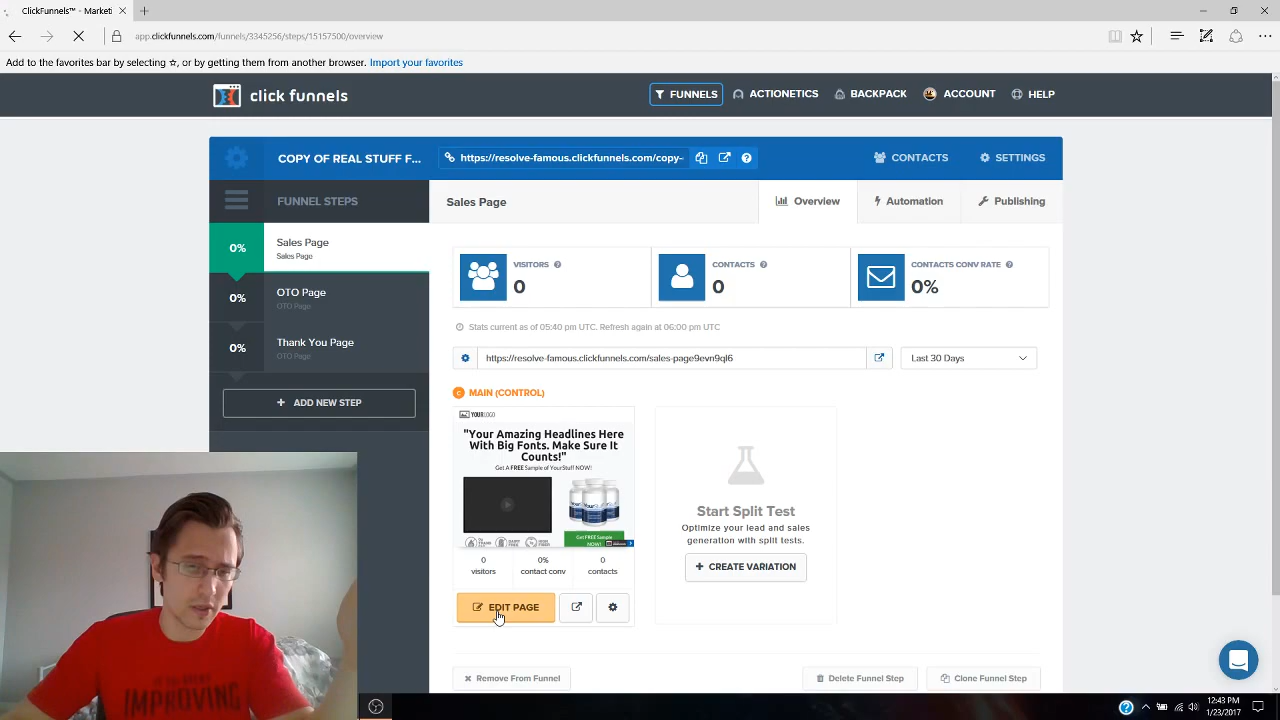 ClickFunnels™ - Marketi
app.clickfunnels.com/funnels/3345256/steps/15157500/overview
Add to the favorites bar by selecting ☆, or by getting them from another browser. Import your favorites
click funnels
FUNNELS
ACTIONETICS
BACKPACK
ACCOUNT
HELP
COPY OF REAL STUFF F...
https://resolve-famous.clickfunnels.com/copy-
CONTACTS
SETTINGS
FUNNEL STEPS
Sales Page
Overview
Automation
Publishing
0%
Sales Page
Sales Page
0%
OTO Page
OTO Page
0%
Thank You Page
OTO Page
+ ADD NEW STEP
VISITORS
0
CONTACTS
0
CONTACTS CONV RATE
0%
Stats current as of 05:40 pm UTC. Refresh again at 06:00 pm UTC
https://resolve-famous.clickfunnels.com/sales-page9evn9ql6
Last 30 Days
C MAIN (CONTROL)
YOURLOGO
"Your Amazing Headlines Here
With Big Fonts. Make Sure It
Counts!"
Get A FREE Sample of YourStuff NOW!
Get FREE Sample
NOW!
0
visitors
0%
contact conv
0
contacts
EDIT PAGE
Start Split Test
Optimize your lead and sales
generation with split tests.
+ CREATE VARIATION
Remove From Funnel
Delete Funnel Step
Clone Funnel Step
IMPROVING
12:43 PM
1/23/2017